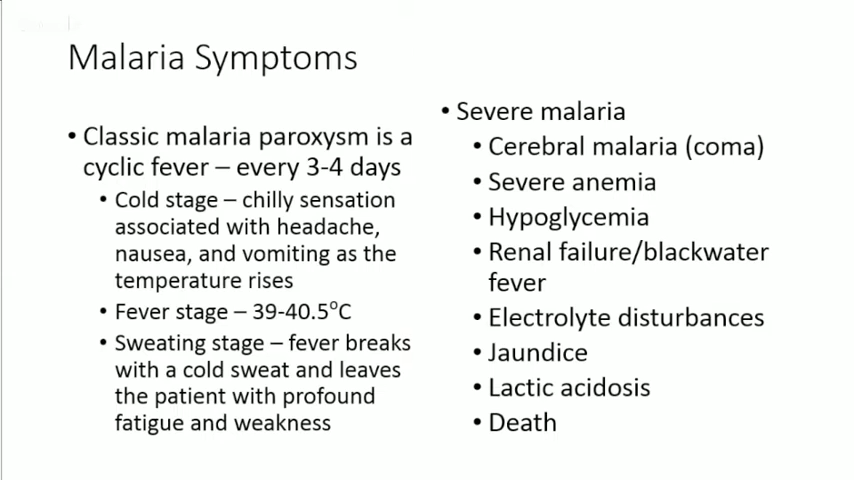 Malaria Symptoms
• Classic malaria paroxysm is a
cyclic fever – every 3-4 days
• Cold stage – chilly sensation
associated with headache,
nausea, and vomiting as the
temperature rises
• Fever stage – 39-40.5°C
• Sweating stage – fever breaks
with a cold sweat and leaves
the patient with profound
fatigue and weakness
• Severe malaria
• Cerebral malaria (coma)
• Severe anemia
• Hypoglycemia
• Renal failure/blackwater
fever
• Electrolyte disturbances
• Jaundice
• Lactic acidosis
• Death